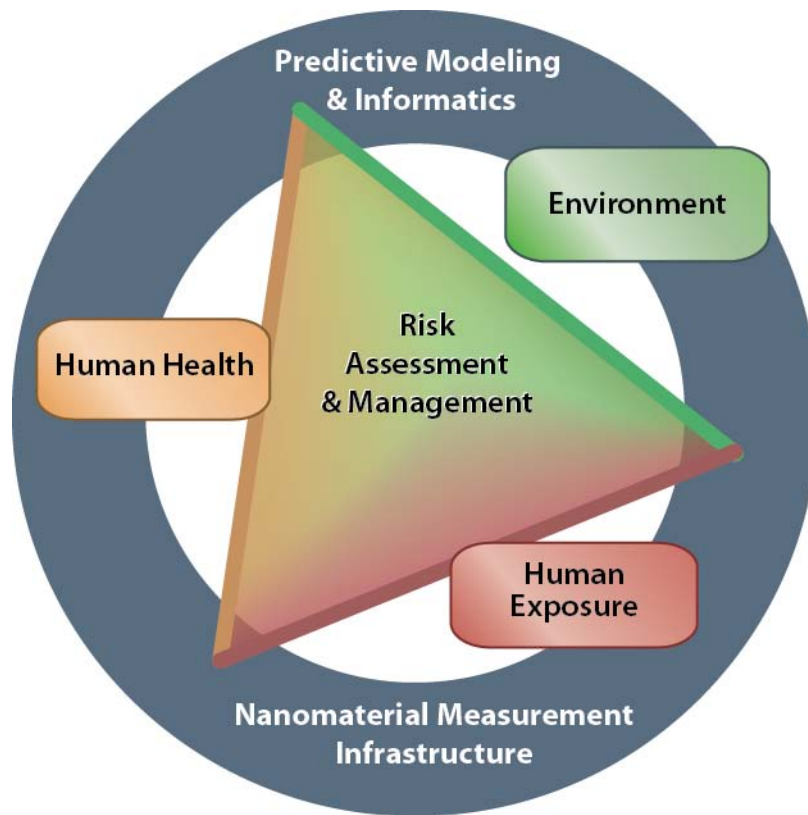 Predictive Modeling
& Informatics
Environment
Risk
Assessment
& Management
Human Health
Human
Exposure
Nanomaterial Measurement
Infrastructure